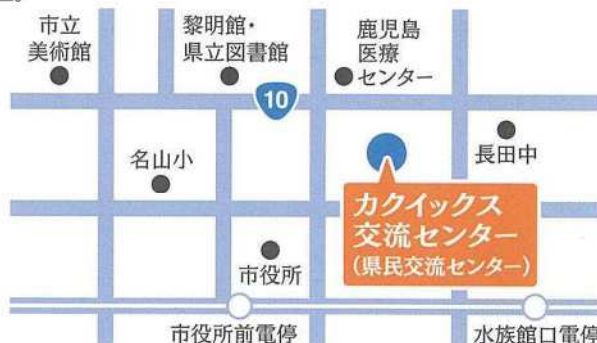 市立
美術館
黎明館・
県立図書館
鹿児島
医療
センター
10
名山小
長田中
カクイックス
交流センター
(県民交流センター)
市役所
市役所前電停
水族館口電停